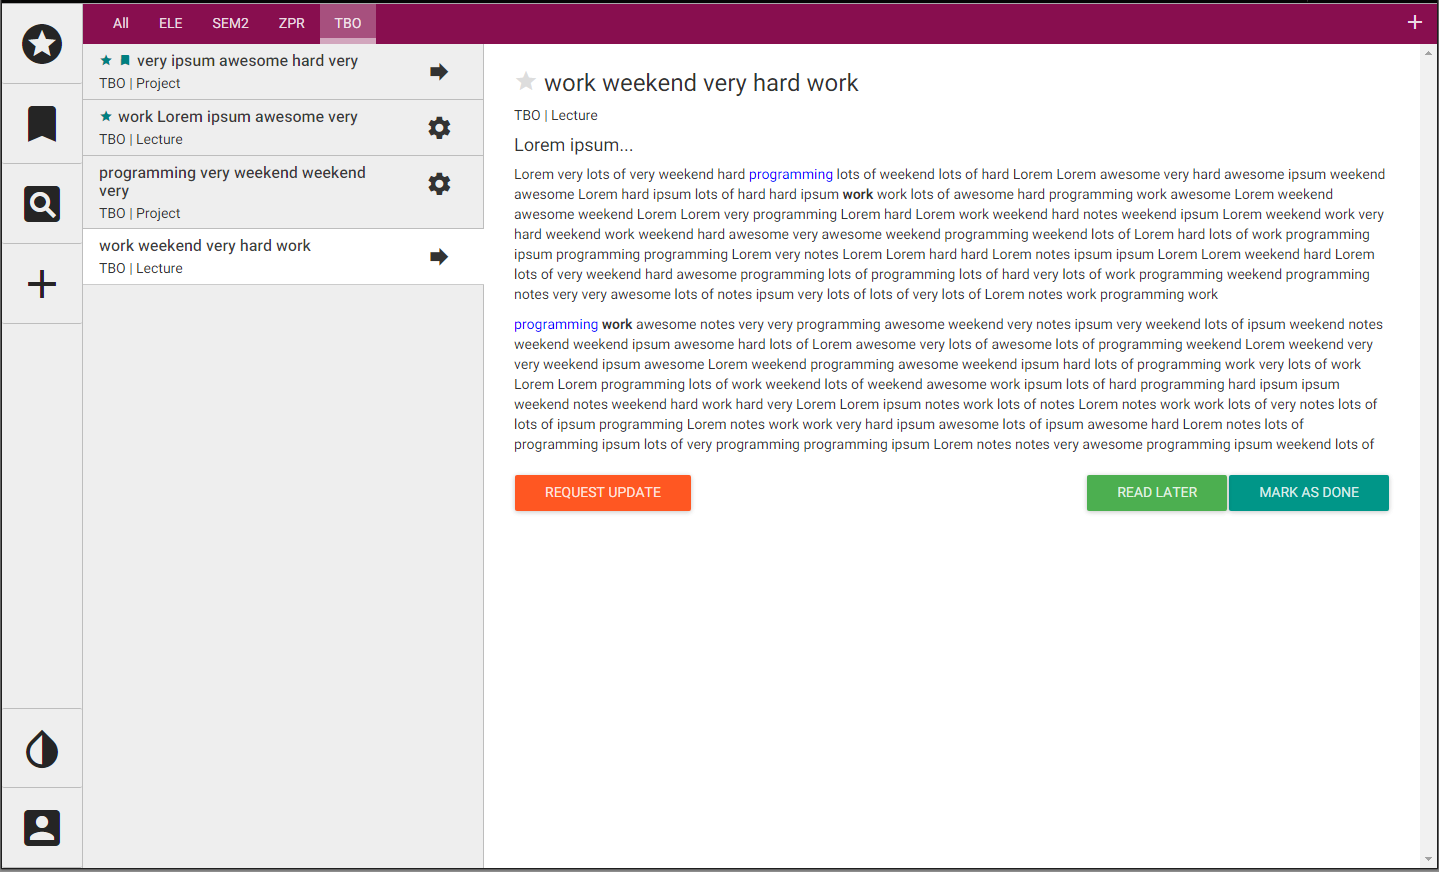 All ELE SEM2 ZPR TBO
very ipsum awesome hard very
TBO | Project
work Lorem ipsum awesome very
TBO | Lecture
programming very weekend weekend
very
TBO | Project
work weekend very hard work
TBO | Lecture
work weekend very hard work
TBO | Lecture
Lorem ipsum...
Lorem very lots of very weekend hard programming lots of weekend lots of hard Lorem Lorem awesome very hard awesome ipsum weekend
awesome Lorem hard ipsum lots of hard hard ipsum work work lots of awesome hard programming work awesome Lorem weekend
awesome weekend Lorem Lorem very programming Lorem hard Lorem work weekend hard notes weekend ipsum Lorem weekend work very
hard weekend work weekend hard awesome very awesome weekend programming weekend lots of Lorem hard lots of work programming
ipsum programming programming Lorem very notes Lorem Lorem hard hard Lorem notes ipsum ipsum Lorem Lorem weekend hard Lorem
lots of very weekend hard awesome programming lots of programming lots of hard very lots of work programming weekend programming
notes very very awesome lots of notes ipsum very lots of lots of very lots of Lorem notes work programming work
programming work awesome notes very very programming awesome weekend very notes ipsum very weekend lots of ipsum weekend notes
weekend weekend ipsum awesome hard lots of Lorem awesome very lots of awesome lots of programming weekend Lorem weekend very
very weekend ipsum awesome Lorem weekend programming awesome weekend ipsum hard lots of programming work very lots of work
Lorem Lorem programming lots of work weekend lots of weekend awesome work ipsum lots of hard programming hard ipsum ipsum
weekend notes weekend hard work hard very Lorem Lorem ipsum notes work lots of notes Lorem notes work work lots of very notes lots of
lots of ipsum programming Lorem notes work work very hard ipsum awesome lots of ipsum awesome hard Lorem notes lots of
programming ipsum lots of very programming programming ipsum Lorem notes notes very awesome programming ipsum weekend lots of
REQUEST UPDATE READ LATER MARK AS DONE